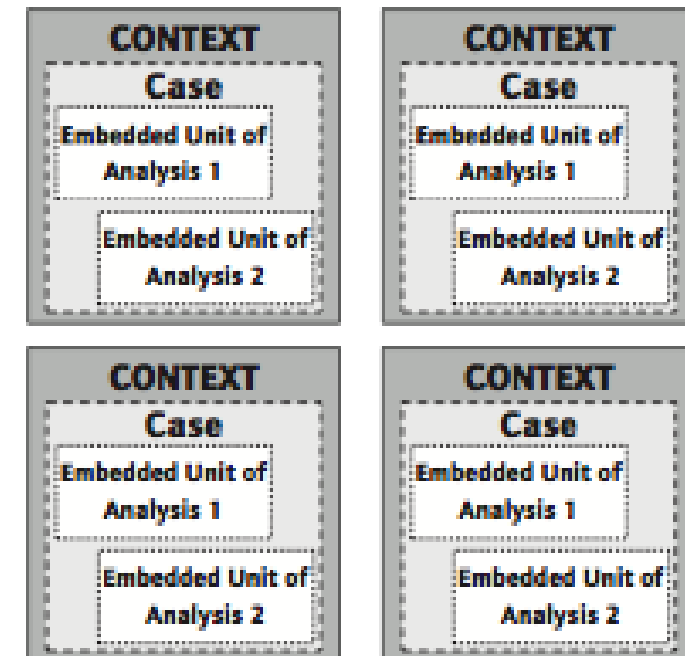 CONTEXT
Case
Embedded Unit of
Analysis 1
Embedded Unit of
Analysis 2
CONTEXT
Case
Embedded Unit of
Analysis 1
Embedded Unit of
Analysis 2
CONTEXT
Case
Embedded Unit of
Analysis 1
Embedded Unit of
Analysis 2
CONTEXT
Case
Embedded Unit of
Analysis 1
Embedded Unit of
Analysis 2